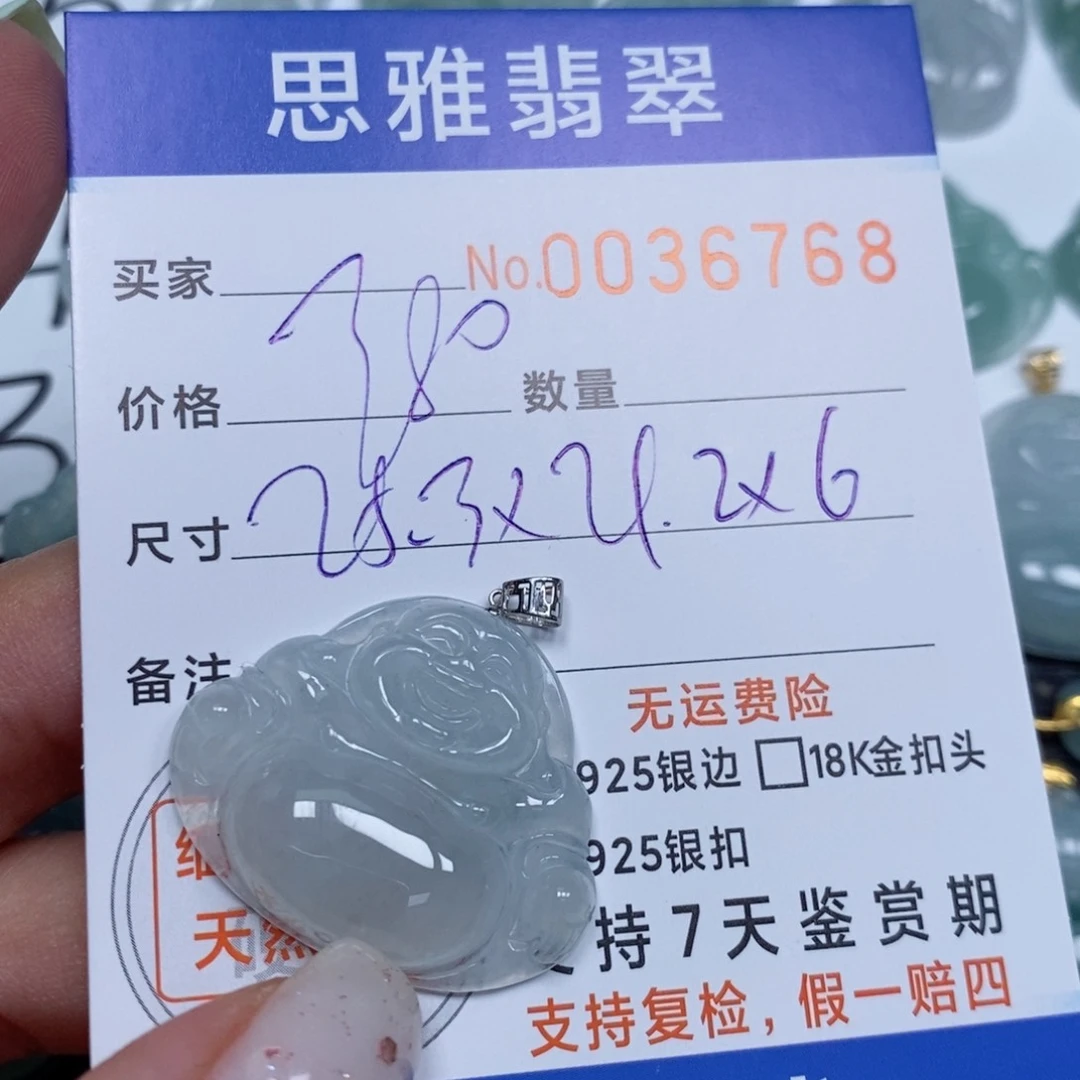 思雅翡翠
买家 No.0036768
价格 380 数量
尺寸 28.3x24.2x6
备注
无运费险
925银边 □18K金扣头
925银扣
天然
持7天鉴赏期
支持复检，假一赔四